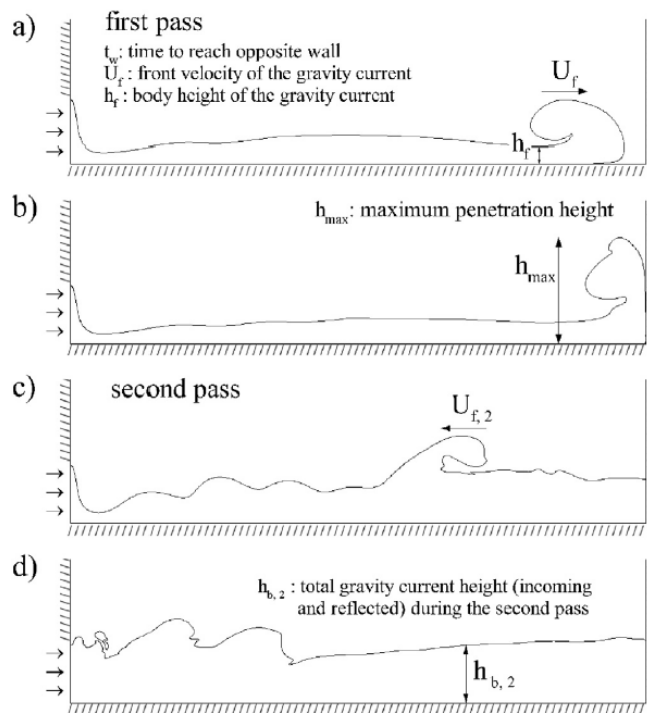 a)
first pass
t_w: time to reach opposite wall
U_f : front velocity of the gravity current
h_f : body height of the gravity current
U_f
h_f
b)
h_max: maximum penetration height
h_max
c)
second pass
U_f, 2
d)
h_b, 2 : total gravity current height (incoming
and reflected) during the second pass
h_b, 2